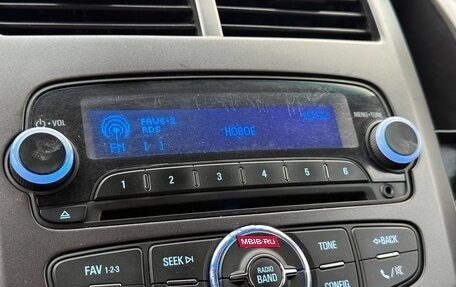 VOL
MENU•TUNE
FAV6:2
RDS
НОВОЕ
FM
[ ]
1 2 3 4 5 6
FAV 1-2-3
SEEK
MBIB.RU
RADIO
BAND
TONE
CONFIG
BACK